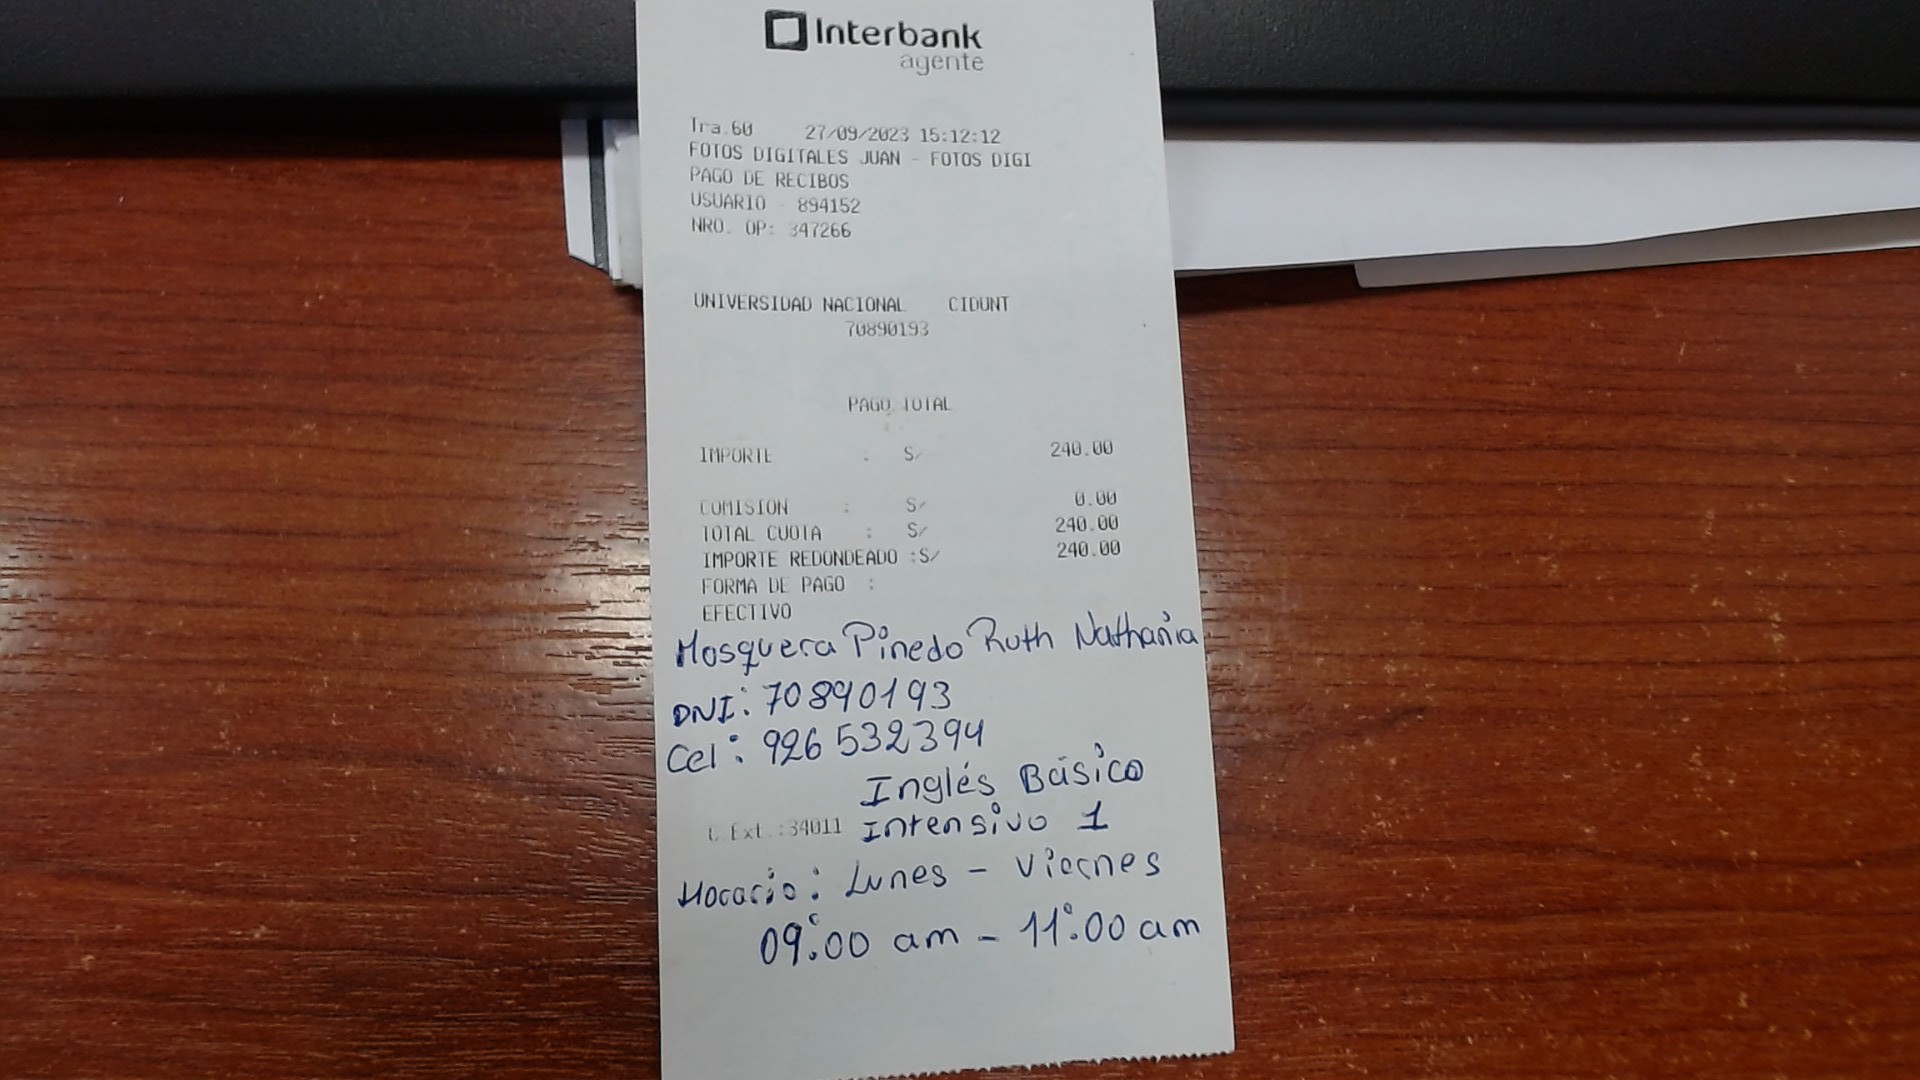 Interbank
agente
Tra.60 27/09/2023 15:12:12
FOTOS DIGITALES JUAN - FOTOS DIGI
PAGO DE RECIBOS
USUARIO - 894152
NRO. OP: 347266
UNIVERSIDAD NACIONAL CIDUNT
70890193
PAGO TOTAL
IMPORTE : S/ 240.00
COMISION : S/ 0.00
TOTAL CUOTA : S/ 240.00
IMPORTE REDONDEADO :S/ 240.00
FORMA DE PAGO :
EFECTIVO
Mosquera Pinedo Ruth Nathania
DNI: 70890193
Cel: 926 532394
Inglés Básico
C.Ext.:34011 Intensivo 1
Horario: Lunes - Viernes
09:00 am - 11:00 am